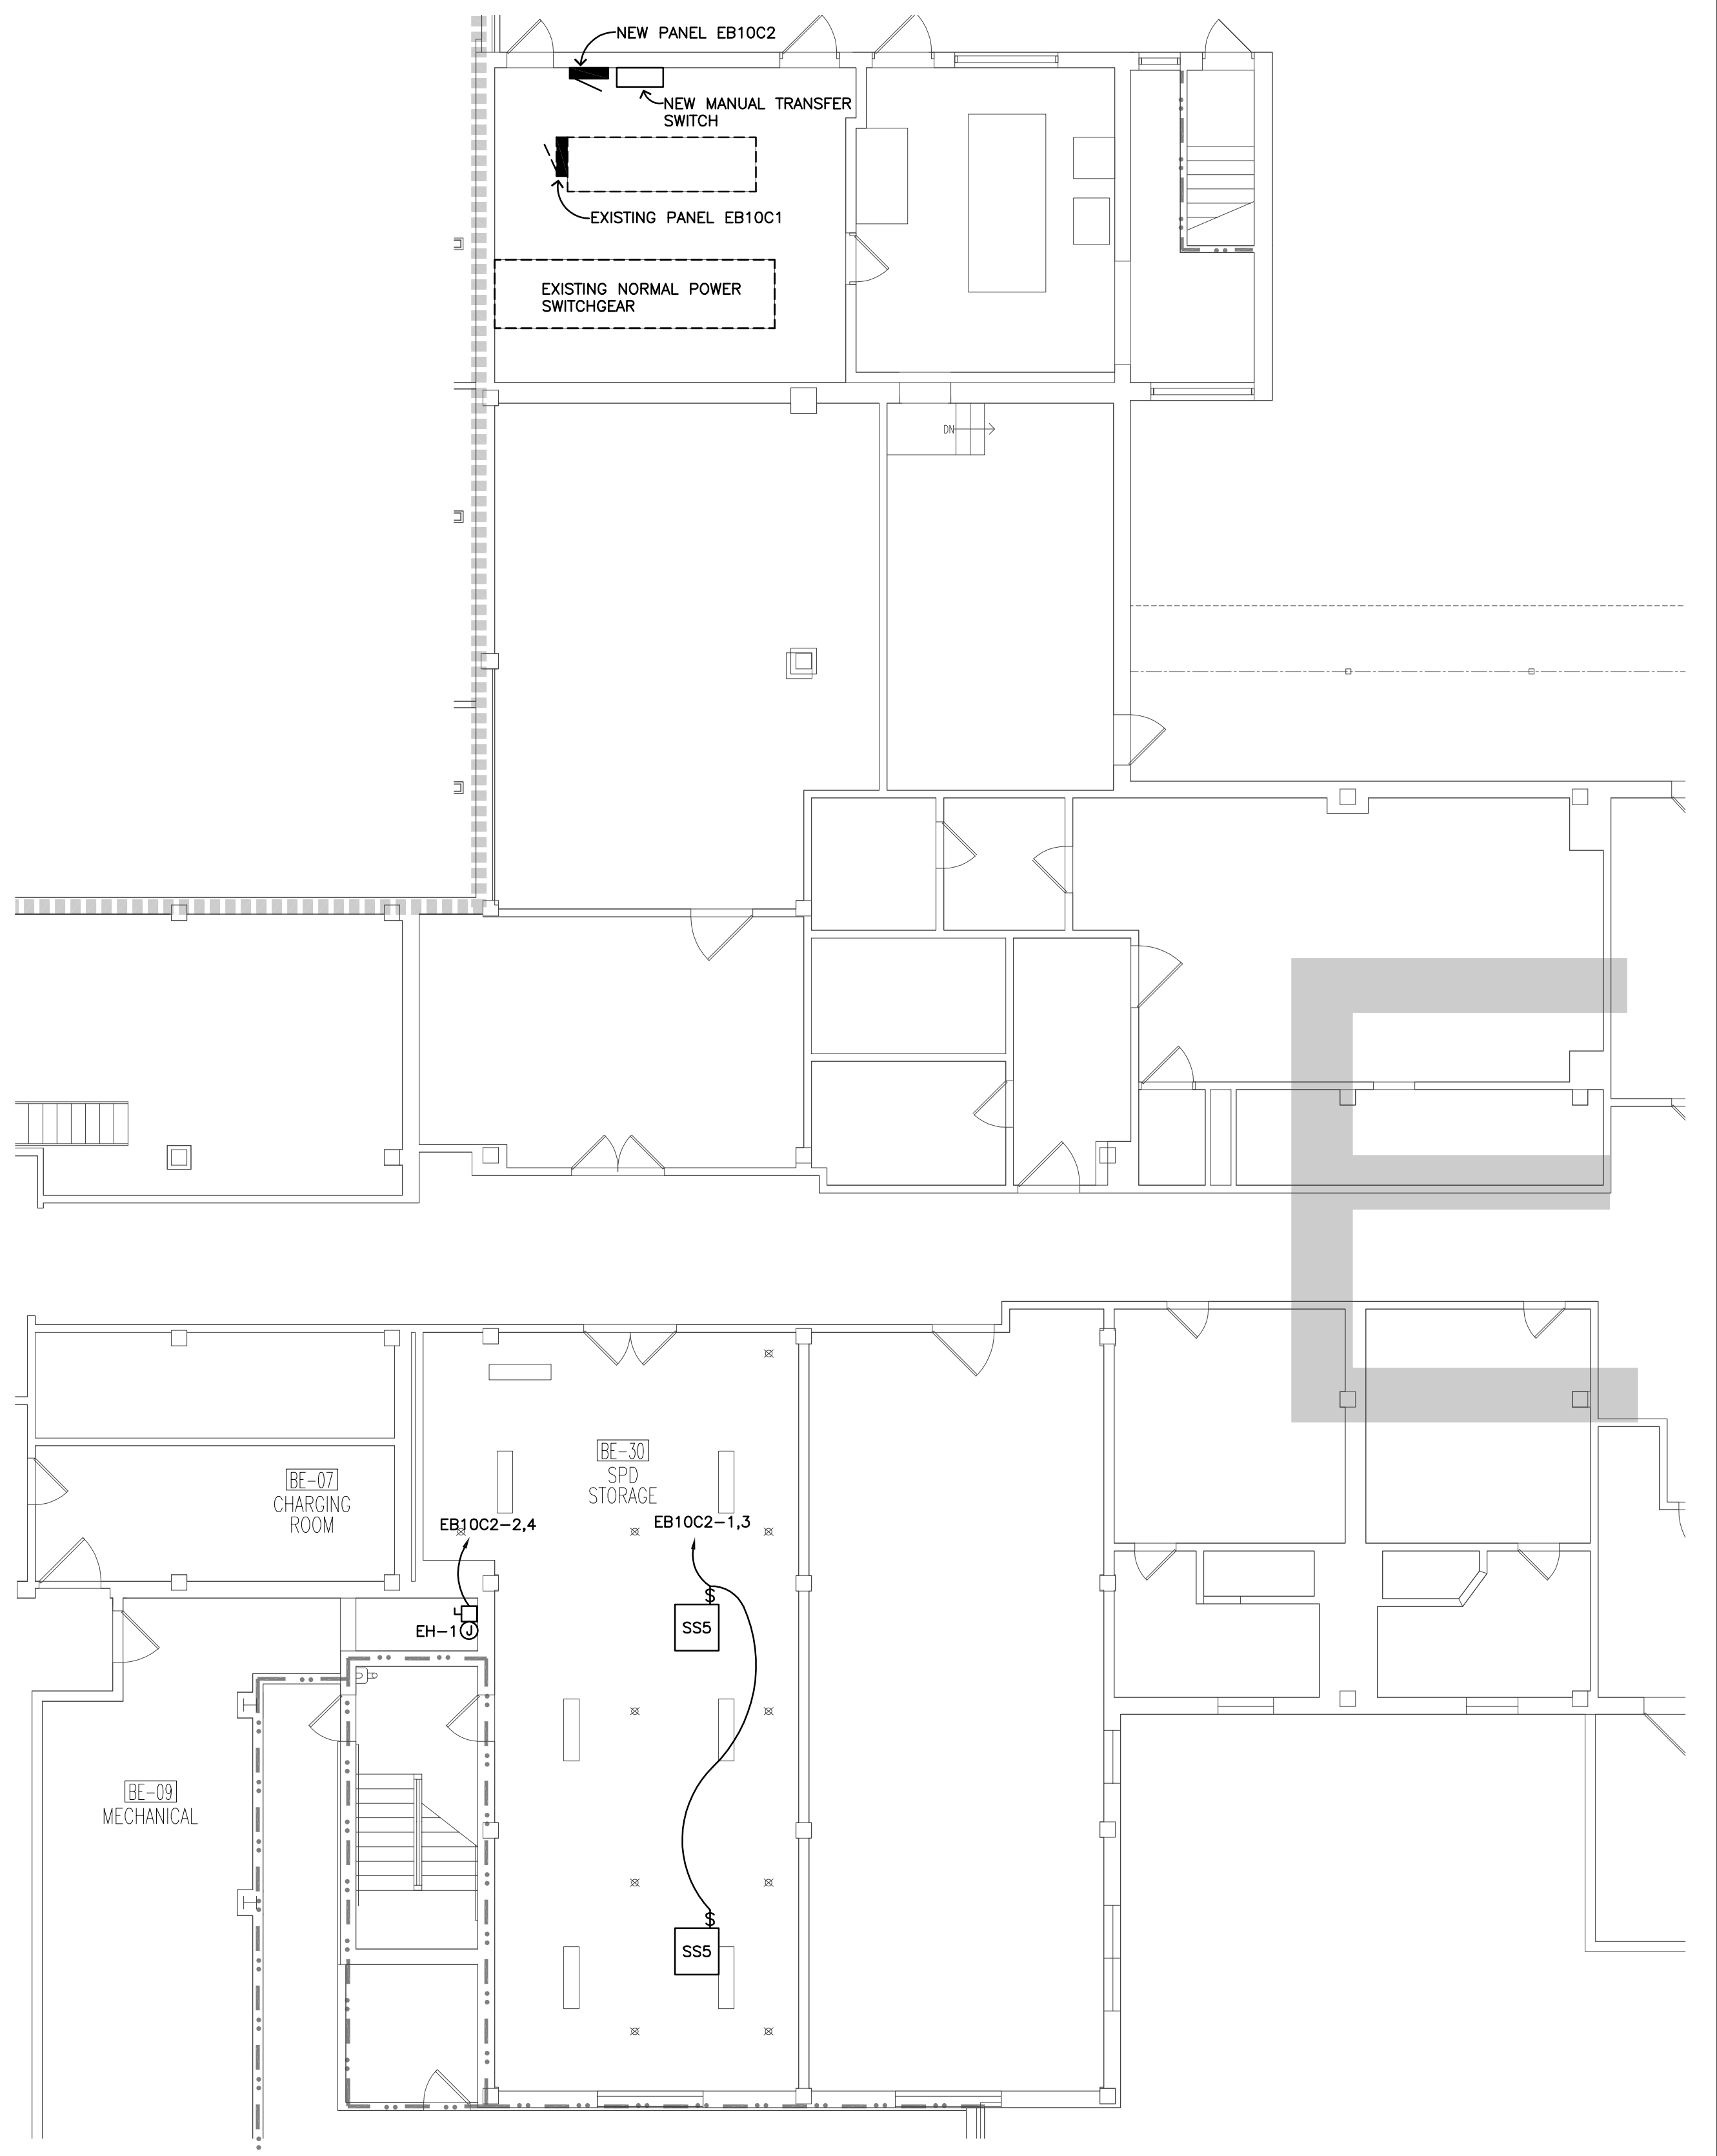 NEW PANEL EB10C2
NEW MANUAL TRANSFER
SWITCH
EXISTING PANEL EB10C1
EXISTING NORMAL POWER
SWITCHGEAR
DN
E
BE-30
SPD
STORAGE
BE-07
CHARGING
ROOM
EB10C2-2,4
EB10C2-1,3
$
SS5
EH-1 J
BE-09
MECHANICAL
$
SS5